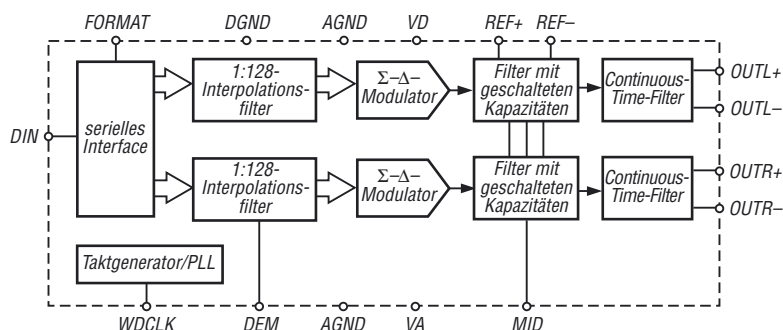 FORMAT DGND AGND VD REF+ REF–
DIN
serielles
Interface
1:128-
Interpolations-
filter
Σ–Δ–
Modulator
Filter mit
geschalteten
Kapazitäten
Continuous-
Time-Filter
OUTL+
OUTL–
1:128-
Interpolations-
filter
Σ–Δ–
Modulator
Filter mit
geschalteten
Kapazitäten
Continuous-
Time-Filter
OUTR+
OUTR–
Taktgenerator/PLL
WDCLK DEM AGND VA MID